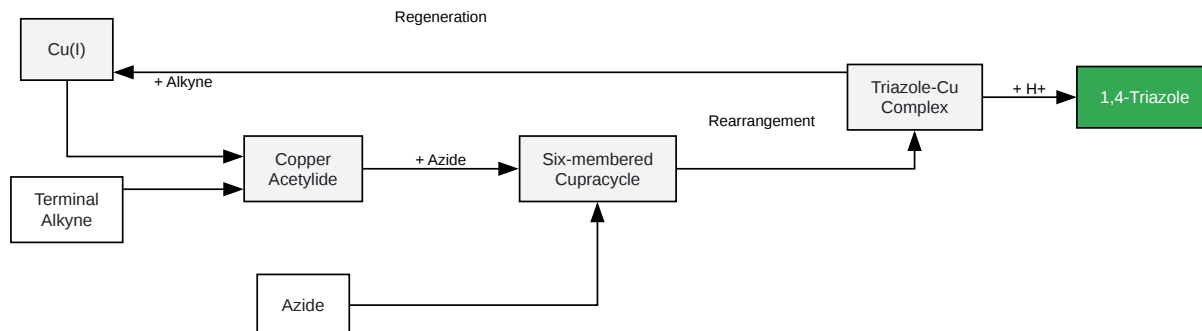 Regeneration
Cu(I)
+ Alkyne
Triazole-Cu
Complex
+ H+
1,4-Triazole
Rearrangement
Copper
Acetylide
+ Azide
Six-membered
Cupracycle
Terminal
Alkyne
Azide